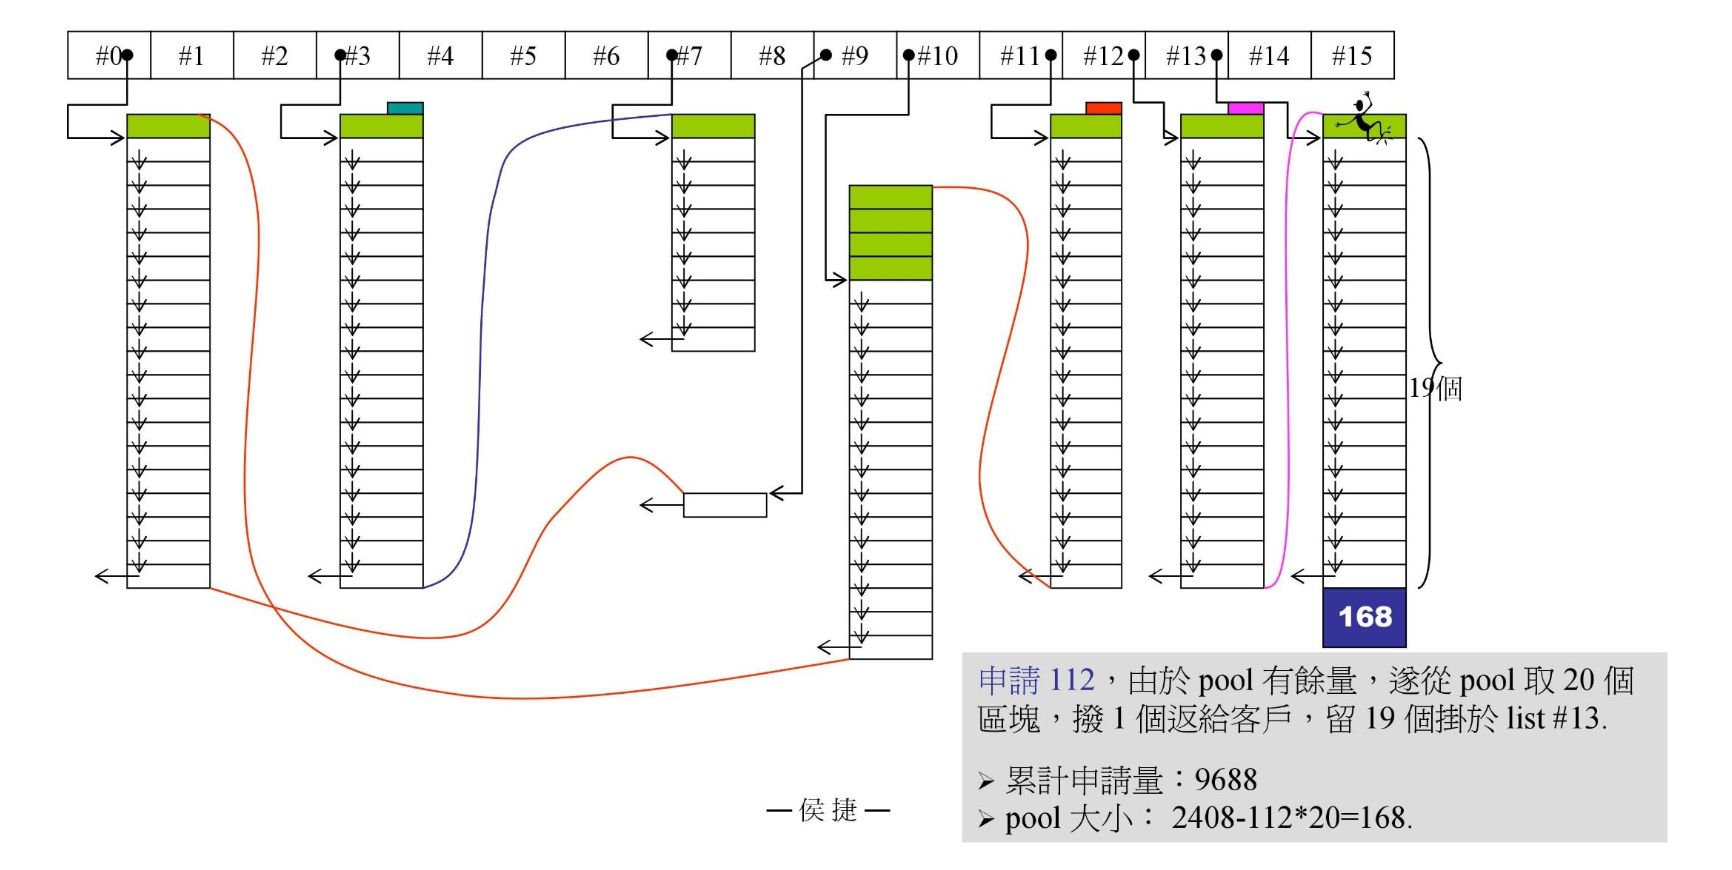 #0 #1 #2 #3 #4 #5 #6 #7 #8 #9 #10 #11 #12 #13 #14 #15
19個
168
申請 112，由於 pool 有餘量，遂從 pool 取 20 個
區塊，撥 1 個返給客戶，留 19 個掛於 list #13.
➢ 累計申請量：9688
➢ pool 大小： 2408-112*20=168.
— 侯 捷 —